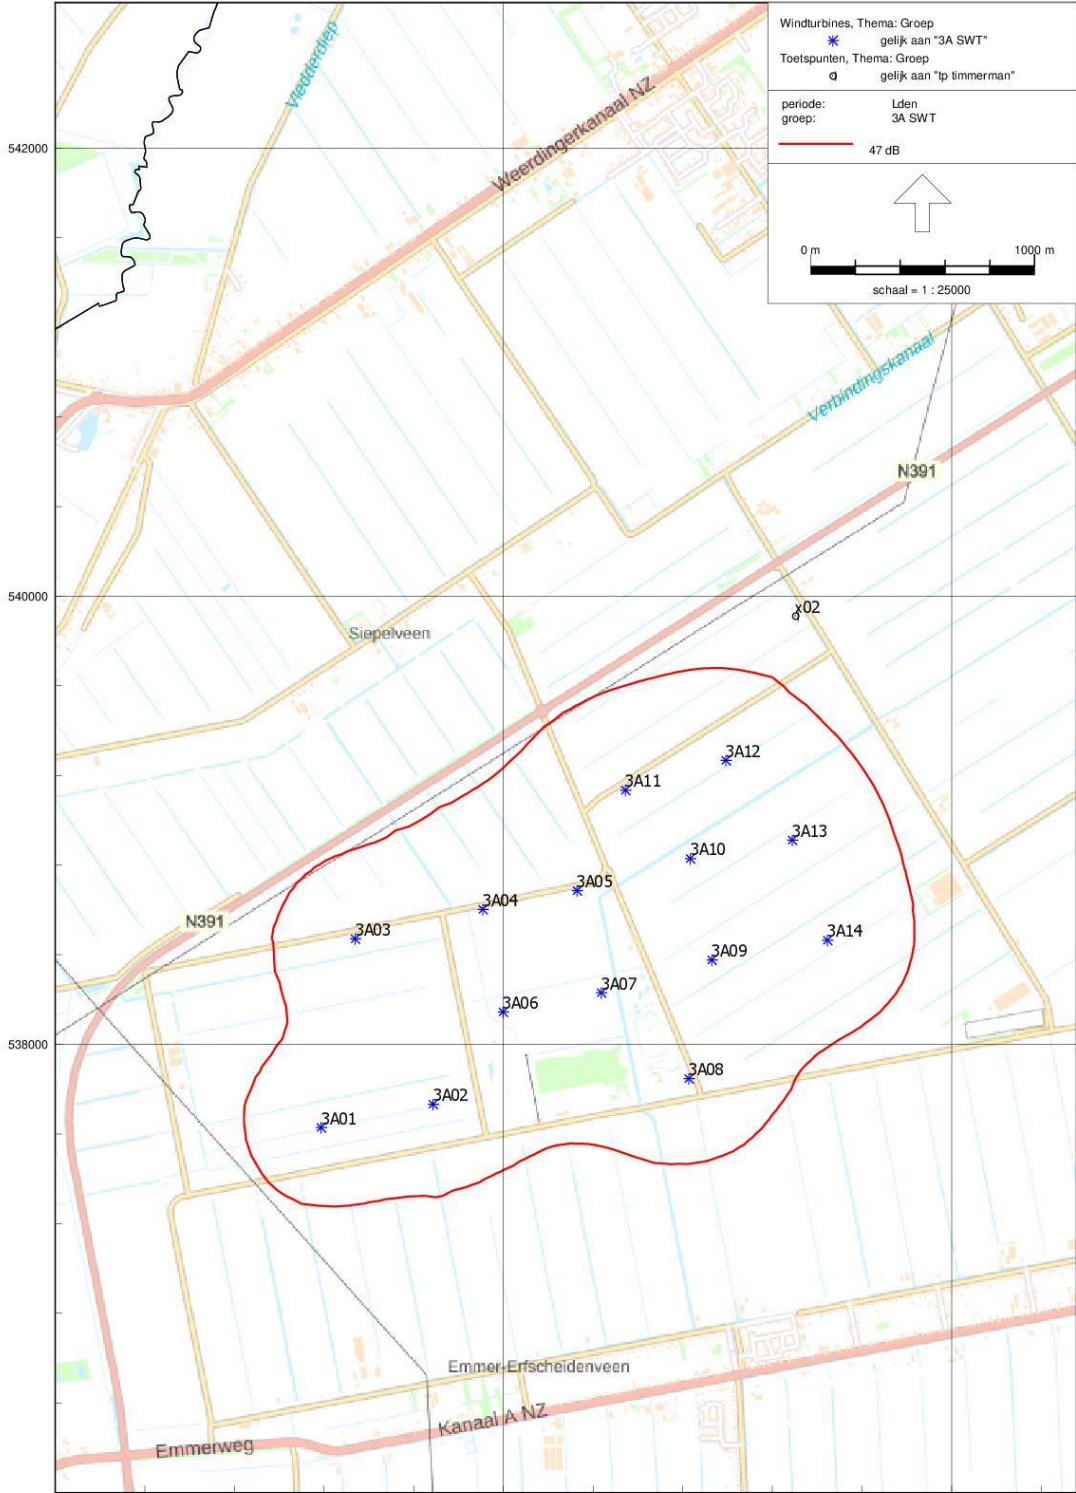 Windturbines, Thema: Groep
gelijk aan "3A SWT"
Toetspunten, Thema: Groep
gelijk aan "tp timmerman"
periode: Lden
groep: 3A SWT
47 dB
0 m 1000 m
schaal = 1 : 25000
Vledderdiep
Weerdingerkanaal NZ
542000
Verbindingskanaal
N391
540000
x02
Siepelveen
3A12
3A11
3A13
3A10
3A05
3A04
N391
3A03
3A14
3A09
3A07
3A06
538000
3A08
3A02
3A01
Emmer-Erfscheidenveen
Kanaal A NZ
Emmerweg